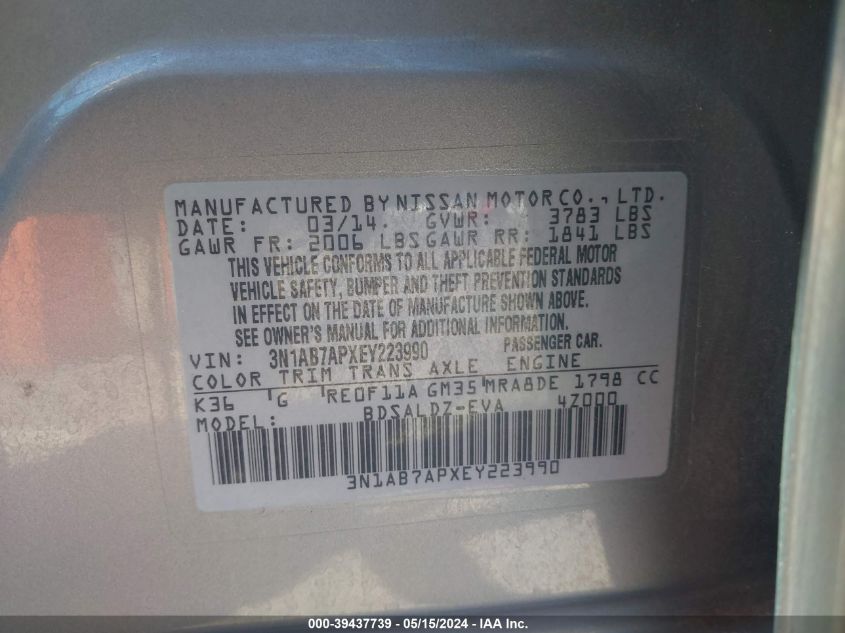 MANUFACTURED BY NISSAN MOTOR CO., LTD.
DATE: 03/14. GVWR: 3783 LBS
GAWR FR: 2006 LBS GAWR RR: 1841 LBS
THIS VEHICLE CONFORMS TO ALL APPLICABLE FEDERAL MOTOR
VEHICLE SAFETY, BUMPER AND THEFT PREVENTION STANDARDS
IN EFFECT ON THE DATE OF MANUFACTURE SHOWN ABOVE.
SEE OWNER'S MANUAL FOR ADDITIONAL INFORMATION.
VIN: 3N1AB7APXEY223990 PASSENGER CAR.
COLOR TRIM TRANS AXLE ENGINE
K36 G RE0F11A GM35 MRA8DE 1798 CC
MODEL: BDSALDZ-EVA 4Z000
3N1AB7APXEY223990
000-39437739 - 05/15/2024 - IAA, Inc.